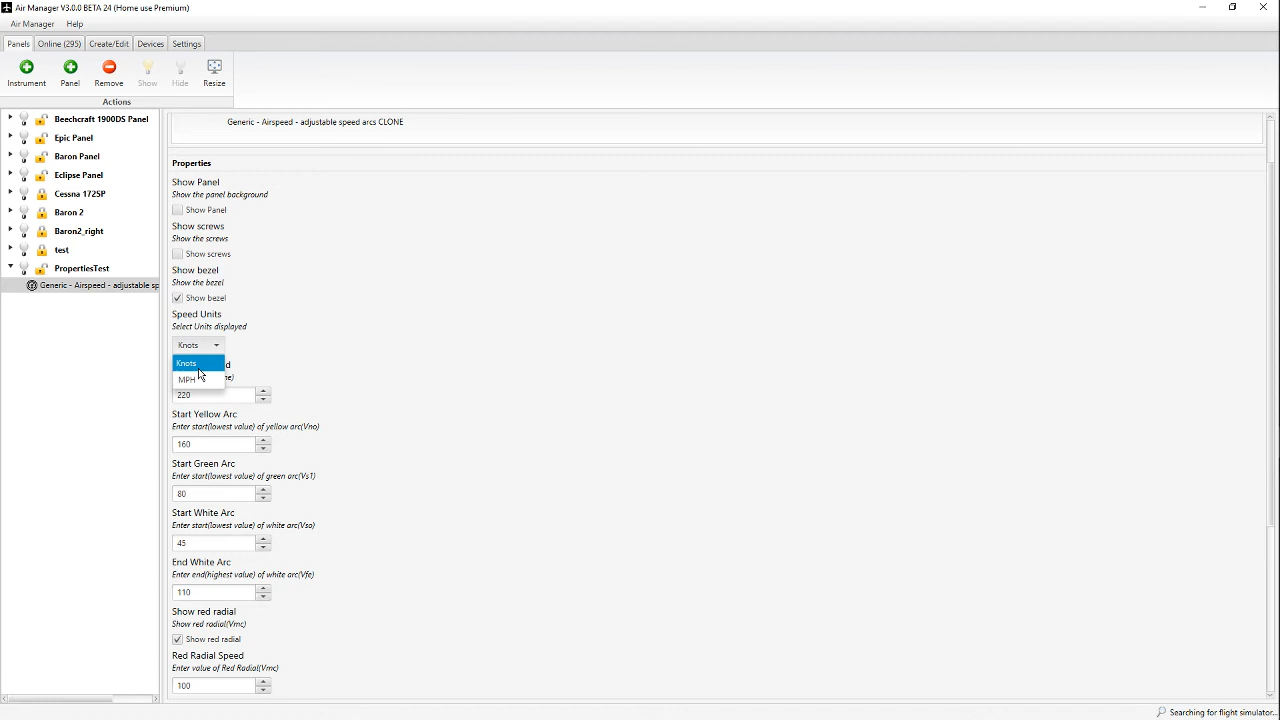 Air Manager V3.0.0 BETA 24 (Home use Premium)
Air Manager Help
Panels Online (295) Create/Edit Devices Settings
Instrument Panel Remove Show Hide Resize
Actions
Beechcraft 1900DS Panel
Epic Panel
Baron Panel
Eclipse Panel
Cessna 172SP
Baron 2
Baron2_right
test
PropertiesTest
Generic - Airspeed - adjustable sp
Generic - Airspeed - adjustable speed arcs CLONE
Properties
Show Panel
Show the panel background
Show Panel
Show screws
Show the screws
Show screws
Show bezel
Show the bezel
Show bezel
Speed Units
Select Units displayed
Knots
Knots
d
MPH
ne)
220
Start Yellow Arc
Enter start(lowest value) of yellow arc(Vno)
160
Start Green Arc
Enter start(lowest value) of green arc(Vs1)
80
Start White Arc
Enter start(lowest value) of white arc(Vso)
45
End White Arc
Enter end(highest value) of white arc(Vfe)
110
Show red radial
Show red radial(Vmc)
Show red radial
Red Radial Speed
Enter value of Red Radial(Vmc)
100
Searching for flight simulator...